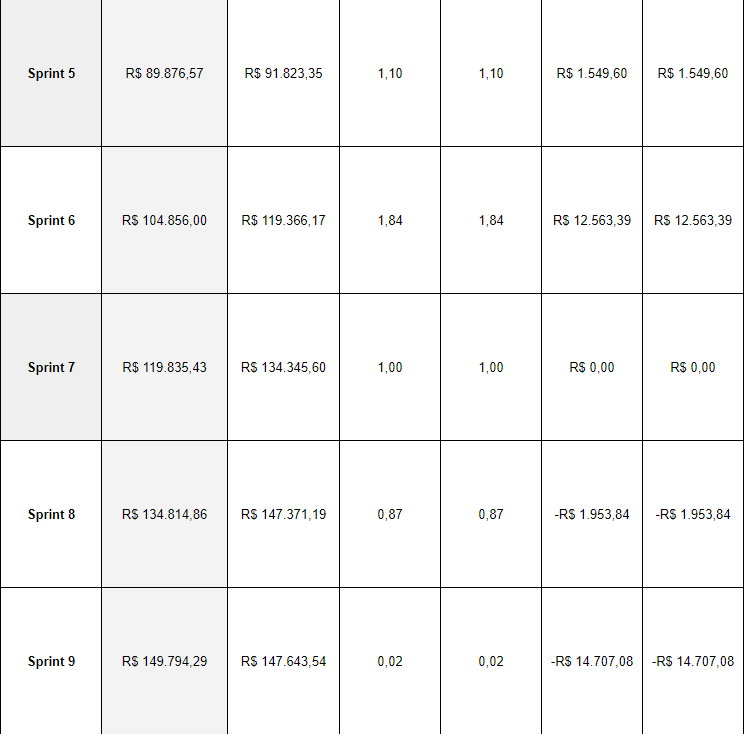 Sprint 5 R$ 89.876,57 R$ 91.823,35 1,10 1,10 R$ 1.549,60 R$ 1.549,60
Sprint 6 R$ 104.856,00 R$ 119.366,17 1,84 1,84 R$ 12.563,39 R$ 12.563,39
Sprint 7 R$ 119.835,43 R$ 134.345,60 1,00 1,00 R$ 0,00 R$ 0,00
Sprint 8 R$ 134.814,86 R$ 147.371,19 0,87 0,87 -R$ 1.953,84 -R$ 1.953,84
Sprint 9 R$ 149.794,29 R$ 147.643,54 0,02 0,02 -R$ 14.707,08 -R$ 14.707,08